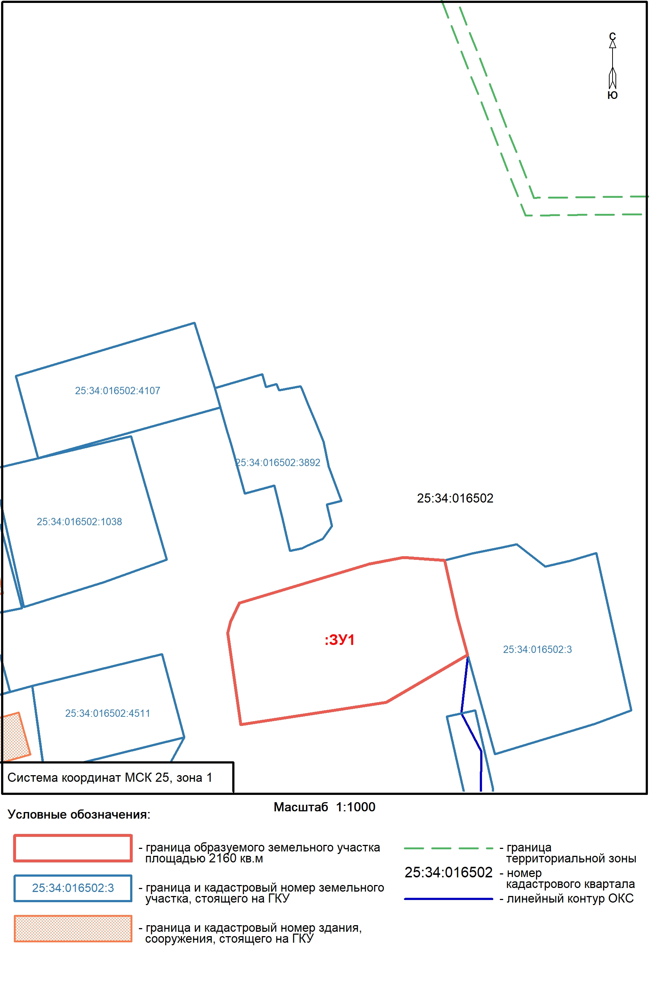 С
Ю
25:34:016502:4107
25:34:016502:3892
25:34:016502
25:34:016502:1038
:ЗУ1
25:34:016502:3
25:34:016502:4511
Система координат МСК 25, зона 1
Масштаб 1:1000
Условные обозначения:
- граница образуемого земельного участка
площадью 2160 кв.м
25:34:016502:3
- граница и кадастровый номер земельного
участка, стоящего на ГКУ
- граница и кадастровый номер здания,
сооружения, стоящего на ГКУ
- граница
территориальной зоны
25:34:016502
- номер
кадастрового квартала
- линейный контур ОКС